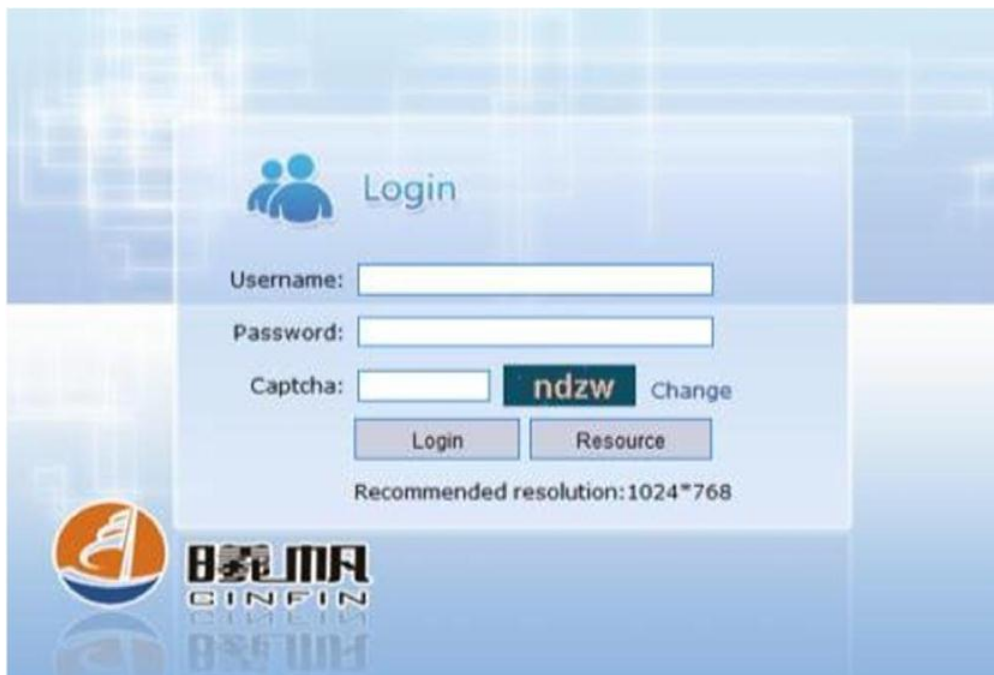 Login
Username:
Password:
Captcha: ndzw Change
Login Resource
Recommended resolution:1024*768
CINFIN